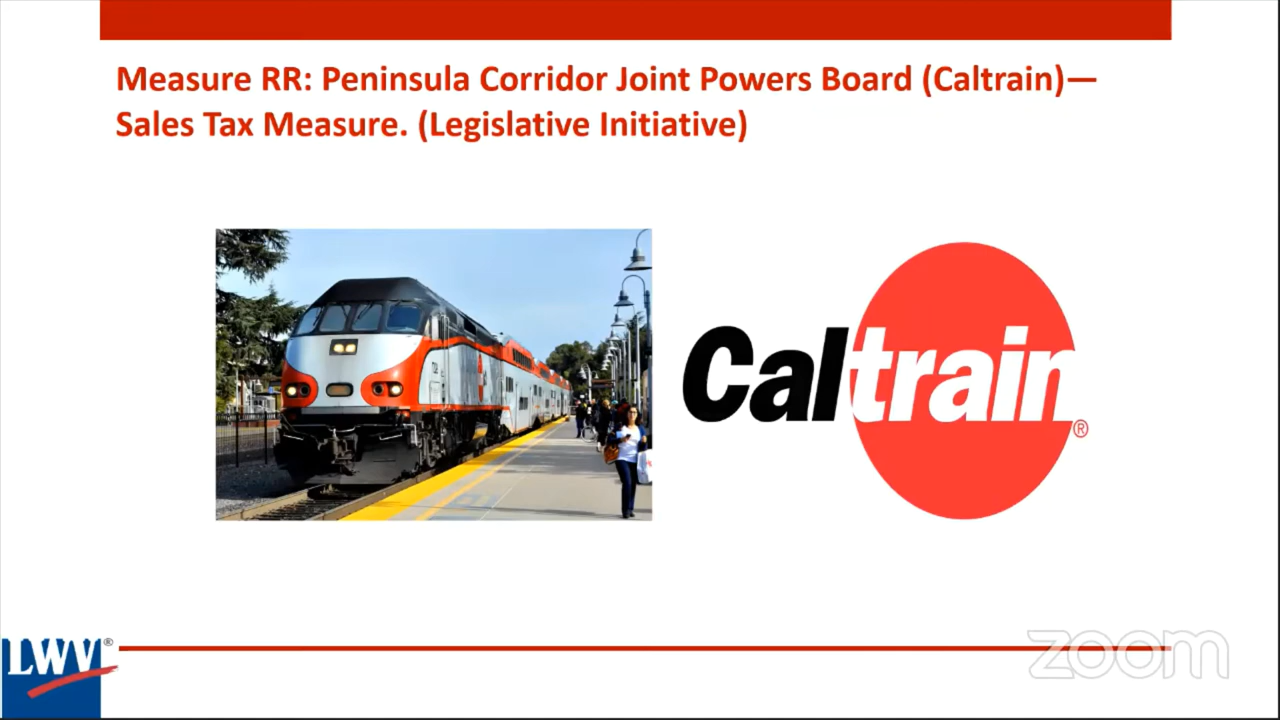 Measure RR: Peninsula Corridor Joint Powers Board (Caltrain)—
Sales Tax Measure. (Legislative Initiative)
Caltrain®
LWV®
zoom